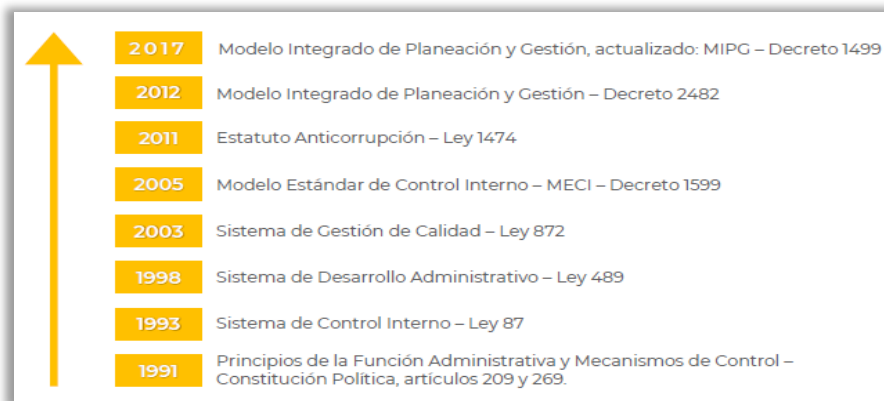 2017 Modelo Integrado de Planeación y Gestión, actualizado: MIPG – Decreto 1499
2012 Modelo Integrado de Planeación y Gestión – Decreto 2482
2011 Estatuto Anticorrupción – Ley 1474
2005 Modelo Estándar de Control Interno – MECI – Decreto 1599
2003 Sistema de Gestión de Calidad – Ley 872
1998 Sistema de Desarrollo Administrativo – Ley 489
1993 Sistema de Control Interno – Ley 87
1991 Principios de la Función Administrativa y Mecanismos de Control –
Constitución Política, artículos 209 y 269.